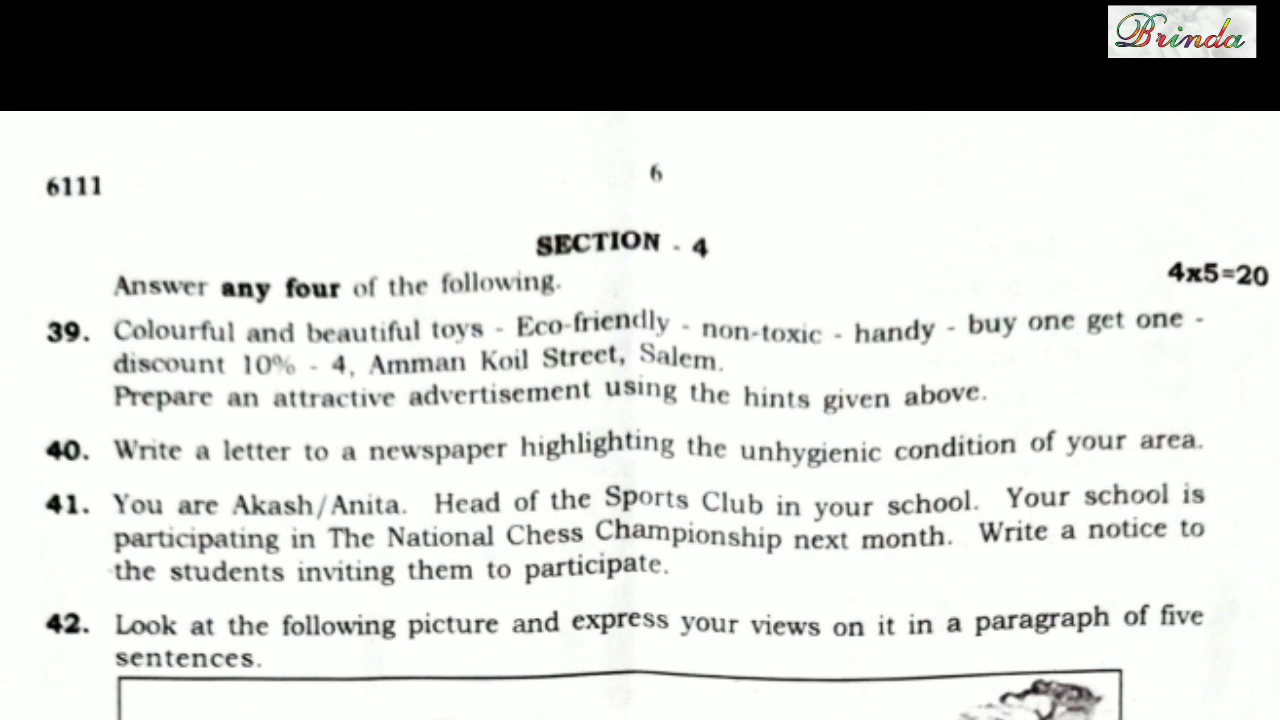 Brinda
6111
6
SECTION - 4
Answer any four of the following.
4x5=20
39. Colourful and beautiful toys - Eco-friendly - non-toxic - handy - buy one get one -
discount 10% - 4, Amman Koil Street, Salem.
Prepare an attractive advertisement using the hints given above.
40. Write a letter to a newspaper highlighting the unhygienic condition of your area.
41. You are Akash/Anita. Head of the Sports Club in your school. Your school is
participating in The National Chess Championship next month. Write a notice to
the students inviting them to participate.
42. Look at the following picture and express your views on it in a paragraph of five
sentences.